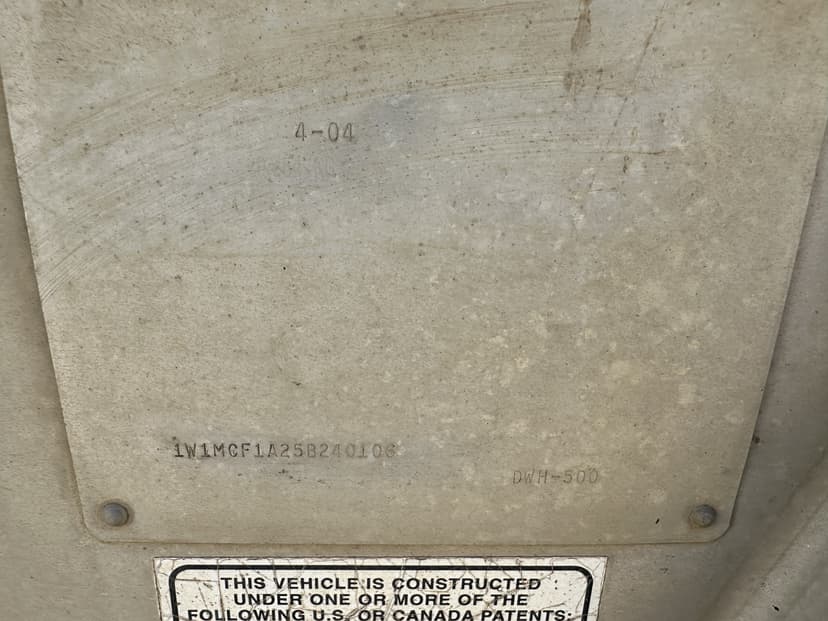 4-04
1W1MCF1A25B240106
DWH-500
THIS VEHICLE IS CONSTRUCTED
UNDER ONE OR MORE OF THE
FOLLOWING U.S. OR CANADA PATENTS: